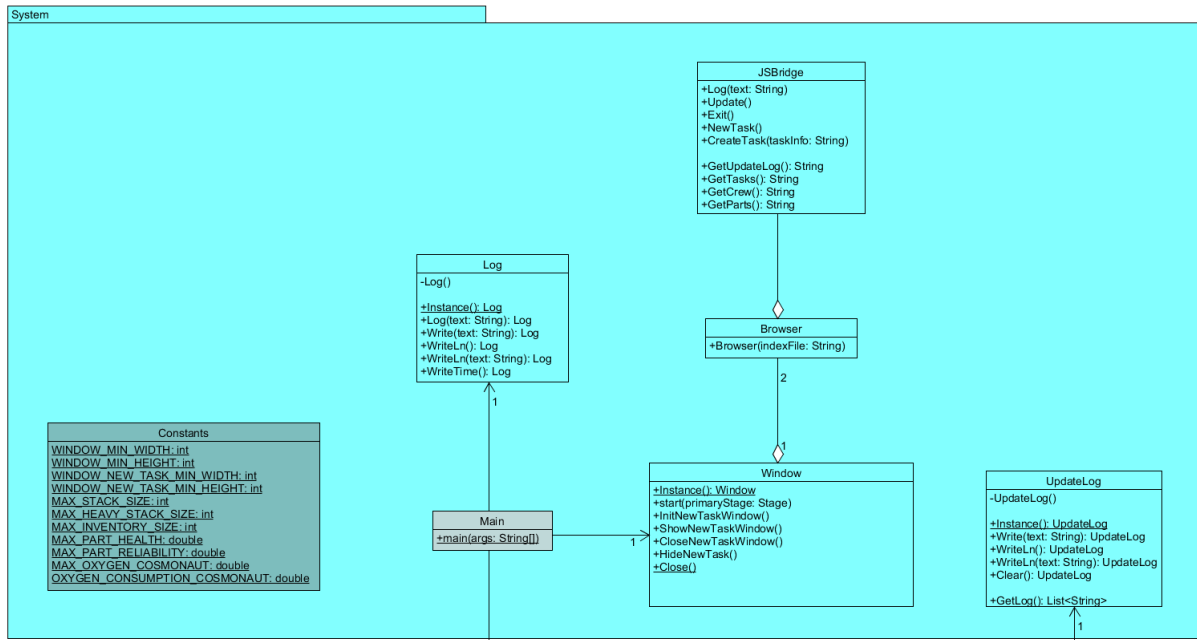 System
JSBridge
+Log(text: String)
+Update()
+Exit()
+NewTask()
+CreateTask(taskInfo: String)
+GetUpdateLog(): String
+GetTasks(): String
+GetCrew(): String
+GetParts(): String
Log
-Log()
+Instance(): Log
+Log(text: String): Log
+Write(text: String): Log
+WriteLn(): Log
+WriteLn(text: String): Log
+WriteTime(): Log
1
Browser
+Browser(indexFile: String)
2
1
Constants
WINDOW_MIN_WIDTH: int
WINDOW_MIN_HEIGHT: int
WINDOW_NEW_TASK_MIN_WIDTH: int
WINDOW_NEW_TASK_MIN_HEIGHT: int
MAX_STACK_SIZE: int
MAX_HEAVY_STACK_SIZE: int
MAX_INVENTORY_SIZE: int
MAX_PART_HEALTH: double
MAX_PART_RELIABILITY: double
MAX_OXYGEN_COSMONAUT: double
OXYGEN_CONSUMPTION_COSMONAUT: double
Main
+main(args: String[])
1
Window
+Instance(): Window
+start(primaryStage: Stage)
+InitNewTaskWindow()
+ShowNewTaskWindow()
+CloseNewTaskWindow()
+HideNewTask()
+Close()
UpdateLog
-UpdateLog()
+Instance(): UpdateLog
+Write(text: String): UpdateLog
+WriteLn(): UpdateLog
+WriteLn(text: String): UpdateLog
+Clear(): UpdateLog
+GetLog(): List<String>
1